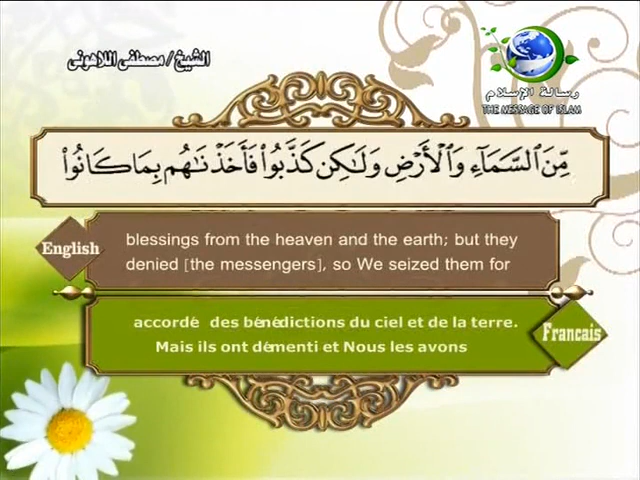 الشيخ / مصطفى اللاهونى
رسالة الإسلام
THE MESSAGE OF ISLAM
مِّنَ ٱلسَّمَآءِ وَٱلْأَرْضِ وَلَٰكِن كَذَّبُوا۟ فَأَخَذْنَٰهُم بِمَا كَانُوا۟
English
blessings from the heaven and the earth; but they
denied [the messengers], so We seized them for
accordé des bénédictions du ciel et de la terre.
Mais ils ont démenti et Nous les avons
Francais